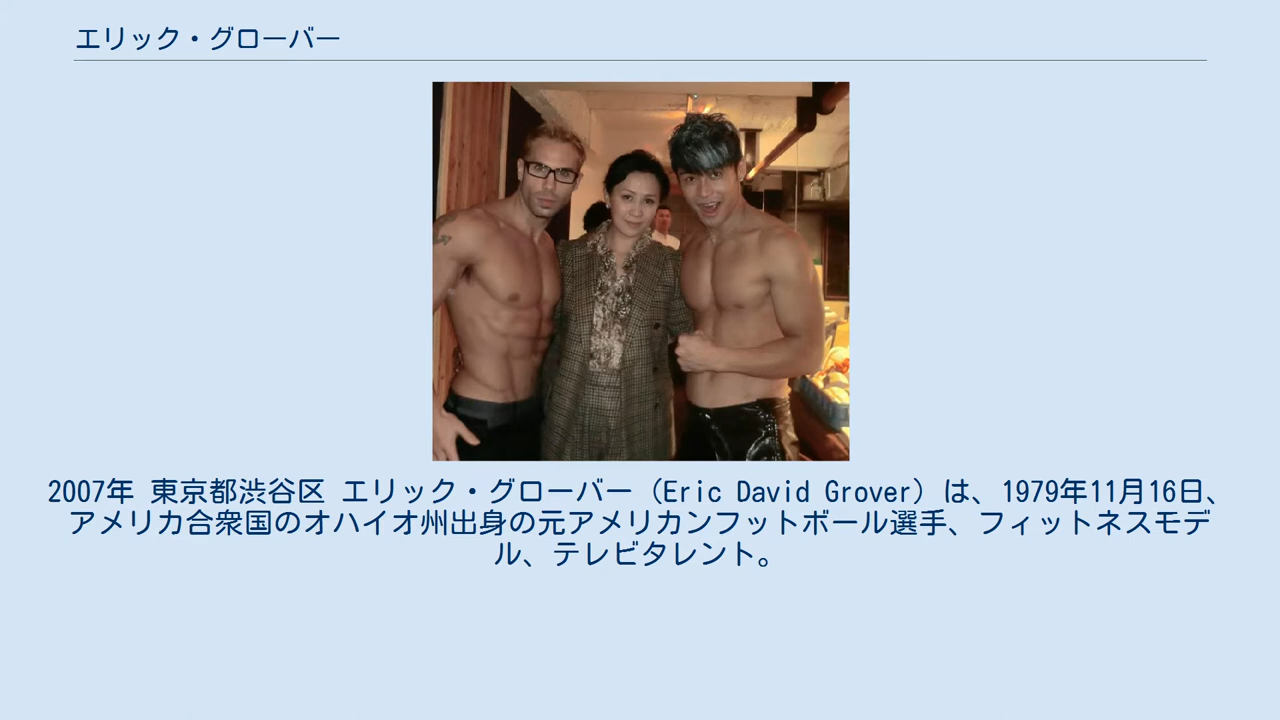 エリック・グローバー
2007年 東京都渋谷区 エリック・グローバー（Eric David Grover）は、1979年11月16日、
アメリカ合衆国のオハイオ州出身の元アメリカンフットボール選手、フィットネスモデ
ル、テレビタレント。